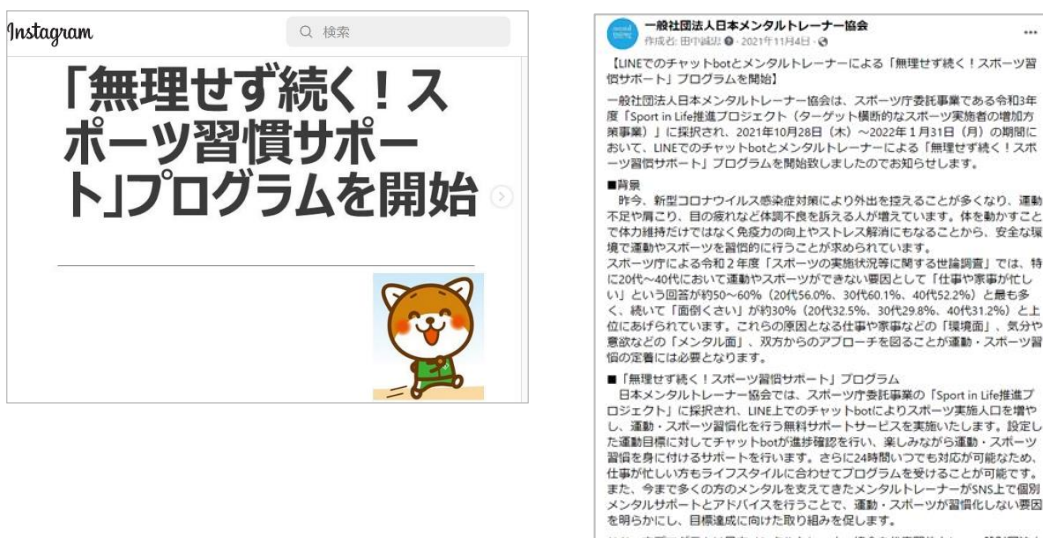 Instagram
検索
「無理せず続く！ス
ポーツ習慣サポー
ト」プログラムを開始
一般社団法人日本メンタルトレーナー協会
作成者: 田中誠忠 · 2021年11月4日 ·
【LINEでのチャットbotとメンタルトレーナーによる「無理せず続く！スポーツ習
慣サポート」プログラムを開始】
一般社団法人日本メンタルトレーナー協会は、スポーツ庁委託事業である令和3年
度「Sport in Life推進プロジェクト（ターゲット横断的なスポーツ実施者の増加方
策事業）」に採択され、2021年10月28日（木）～2022年１月31日（月）の期間に
おいて、LINEでのチャットbotとメンタルトレーナーによる「無理せず続く！スポ
ーツ習慣サポート」プログラムを開始致しましたのでお知らせします。
■背景
昨今、新型コロナウイルス感染症対策により外出を控えることが多くなり、運動
不足や肩こり、目の疲れなど体調不良を訴える人が増えています。体を動かすこと
で体力維持だけではなく免疫力の向上やストレス解消にもなることから、安全な環
境で運動やスポーツを習慣的に行うことが求められています。
スポーツ庁による令和２年度「スポーツの実施状況等に関する世論調査」では、特
に20代～40代において運動やスポーツができない要因として「仕事や家事が忙し
い」という回答が約50～60%（20代56.0%、30代60.1%、40代52.2%）と最も多
く、続いて「面倒くさい」が約30%（20代32.5%、30代29.8%、40代31.2%）と上
位にあげられています。これらの原因となる仕事や家事などの「環境面」、気分や
意欲などの「メンタル面」、双方からのアプローチを図ることが運動・スポーツ習
慣の定着には必要となります。
■「無理せず続く！スポーツ習慣サポート」プログラム
日本メンタルトレーナー協会では、スポーツ庁委託事業の「Sport in Life推進プ
ロジェクト」に採択され、LINE上でのチャットbotによりスポーツ実施人口を増や
し、運動・スポーツ習慣化を行う無料サポートサービスを実施いたします。設定し
た運動目標に対してチャットbotが進捗確認を行い、楽しみながら運動・スポーツ
習慣を身に付けるサポートを行います。さらに24時間いつでも対応が可能なため、
仕事が忙しい方もライフスタイルに合わせてプログラムを受けることが可能です。
また、今まで多くの方のメンタルを支えてきたメンタルトレーナーがSNS上で個別
メンタルサポートとアドバイスを行うことで、運動・スポーツが習慣化しない要因
を明らかにし、目標達成に向けた取り組みを促します。